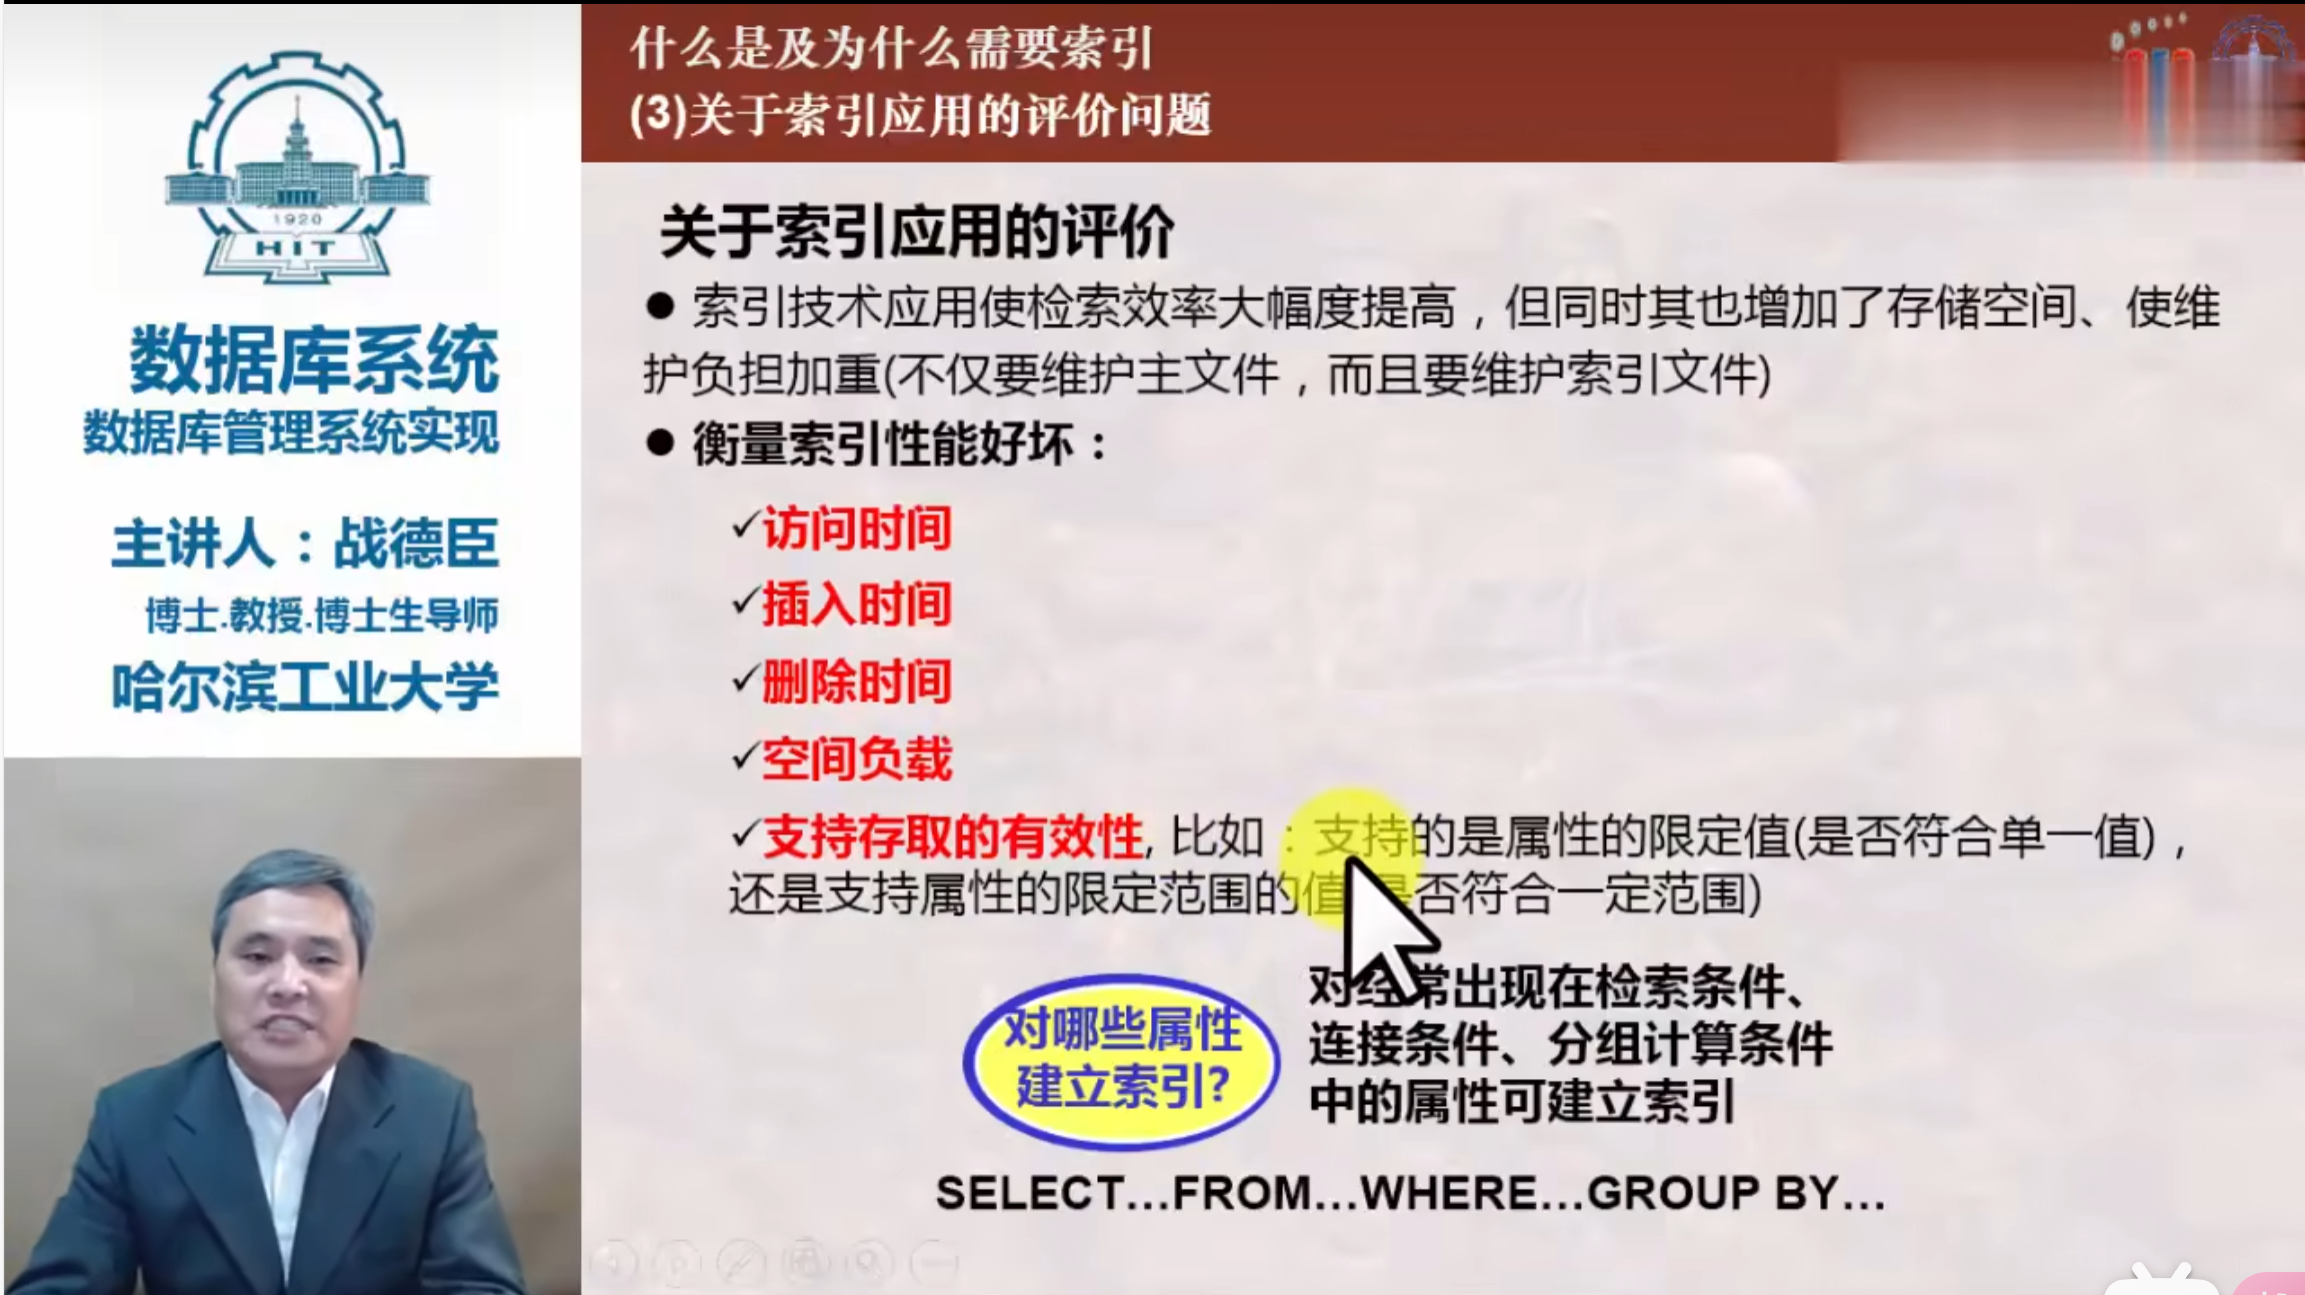 1920
HIT
数据库系统
数据库管理系统实现
主讲人：战德臣
博士.教授.博士生导师
哈尔滨工业大学
什么是及为什么需要索引
(3)关于索引应用的评价问题
关于索引应用的评价
● 索引技术应用使检索效率大幅度提高，但同时其也增加了存储空间、使维
护负担加重(不仅要维护主文件，而且要维护索引文件)
● 衡量索引性能好坏：
✓访问时间
✓插入时间
✓删除时间
✓空间负载
✓支持存取的有效性, 比如：支持的是属性的限定值(是否符合单一值)，
还是支持属性的限定范围的值(是否符合一定范围)
对哪些属性
建立索引?
对经常出现在检索条件、
连接条件、分组计算条件
中的属性可建立索引
SELECT...FROM...WHERE...GROUP BY...